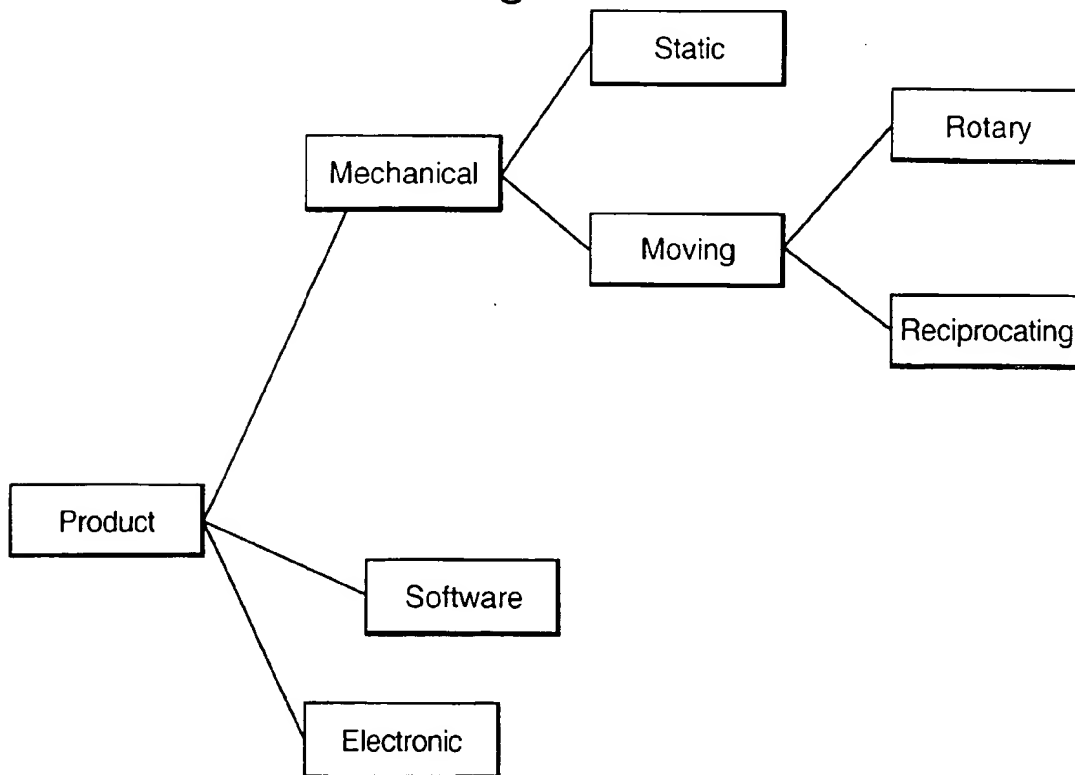 Static
Rotary
Mechanical
Moving
Reciprocating
Product
Software
Electronic